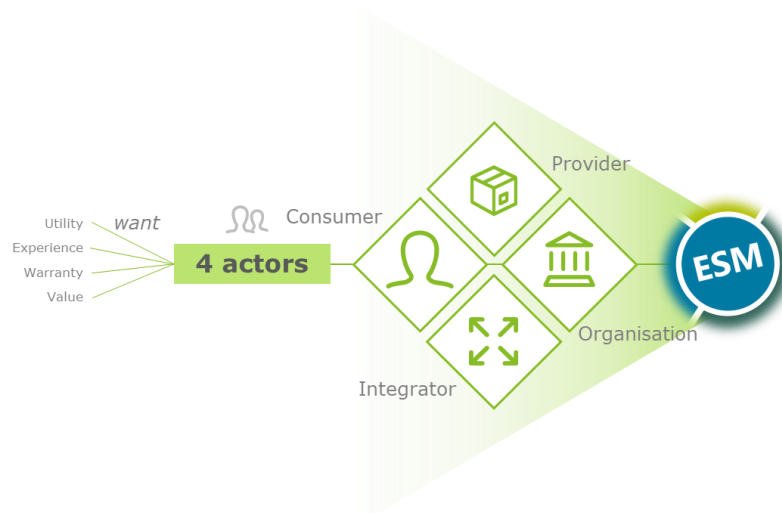 Provider
Consumer
want
Utility
Experience
Warranty
Value
4 actors
ESM
Organisation
Integrator